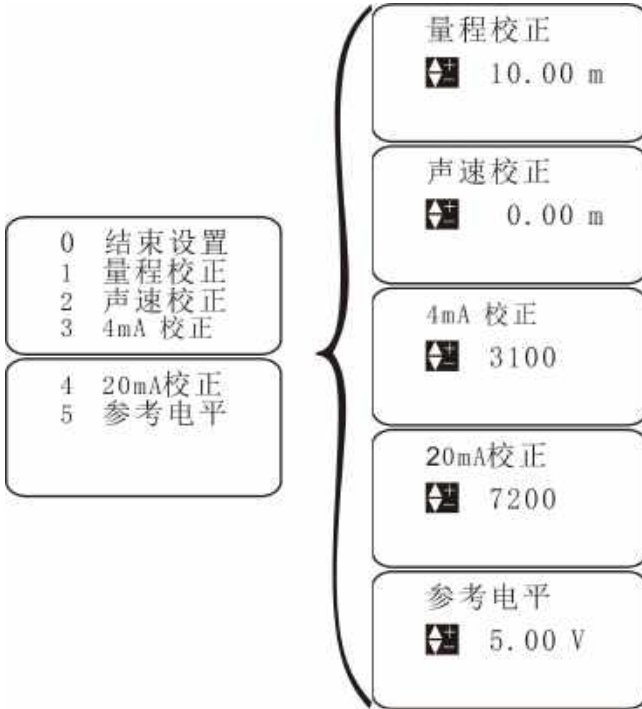 0 结束设置
1 量程校正
2 声速校正
3 4mA 校正
4 20mA校正
5 参考电平
量程校正
+- 10.00 m
声速校正
+- 0.00 m
4mA 校正
+- 3100
20mA校正
+- 7200
参考电平
+- 5.00 V